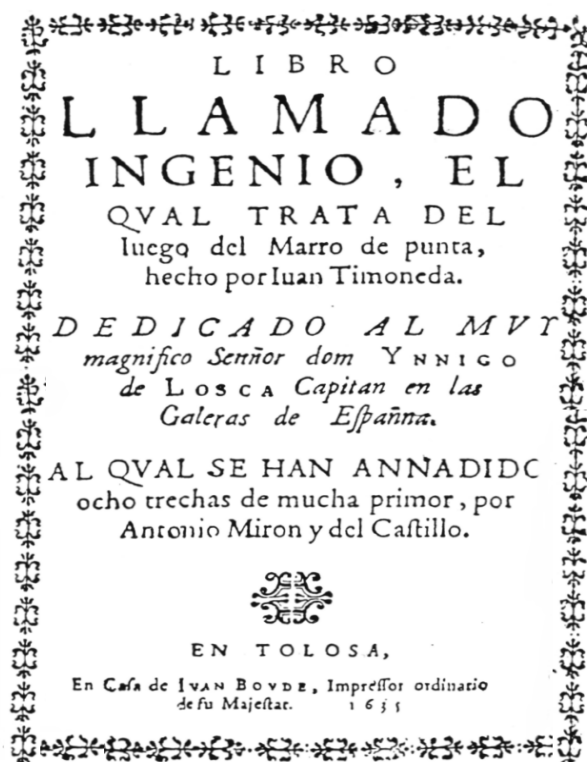 LIBRO
LLAMADO
INGENIO, EL
QVAL TRATA DEL
Iuego del Marro de punta,
hecho por Iuan Timoneda.
DEDICADO AL MVY
magnifico Senñor dom YNNIGO
de LOSCA Capitan en las
Galeras de Eſpañna.
AL QVAL SE HAN ANNADIDO
ocho trechas de mucha primor, por
Antonio Miron y del Caſtillo.
EN TOLOSA,
En Caſa de IVAN BOVDE, Impreſſor ordinario
de ſu Majeſtat. 1635